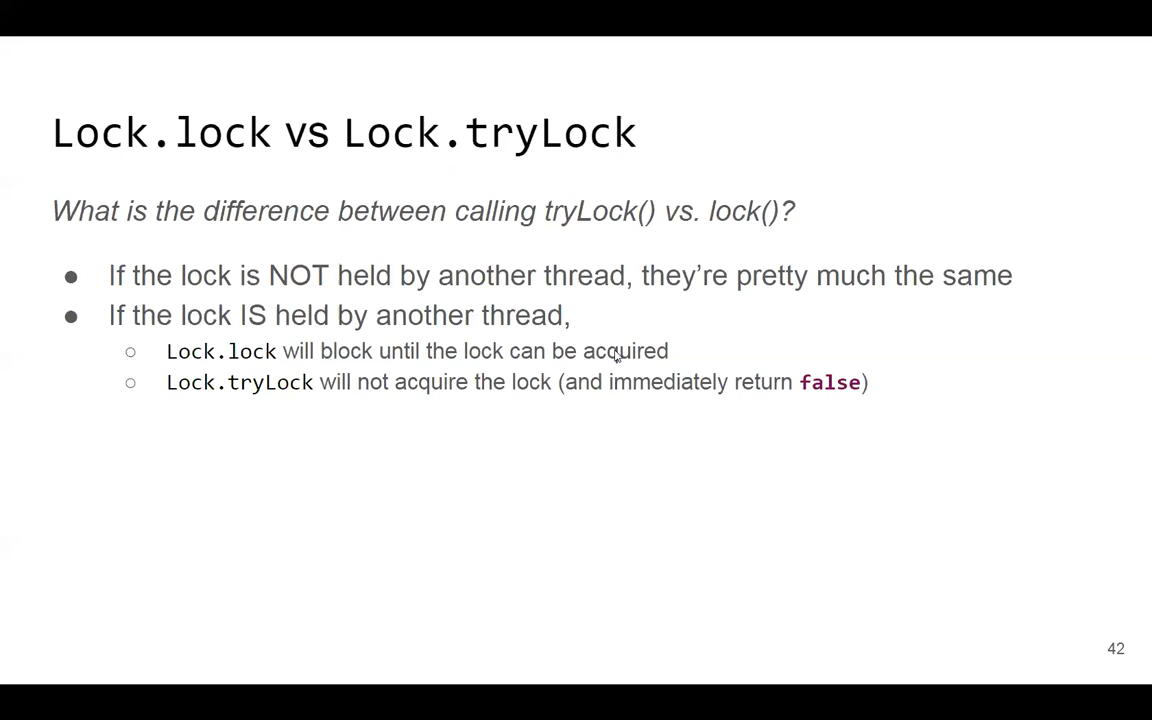 Lock.lock vs Lock.tryLock
What is the difference between calling tryLock() vs. lock()?
● If the lock is NOT held by another thread, they're pretty much the same
● If the lock IS held by another thread,
○ Lock.lock will block until the lock can be acquired
○ Lock.tryLock will not acquire the lock (and immediately return false)
42